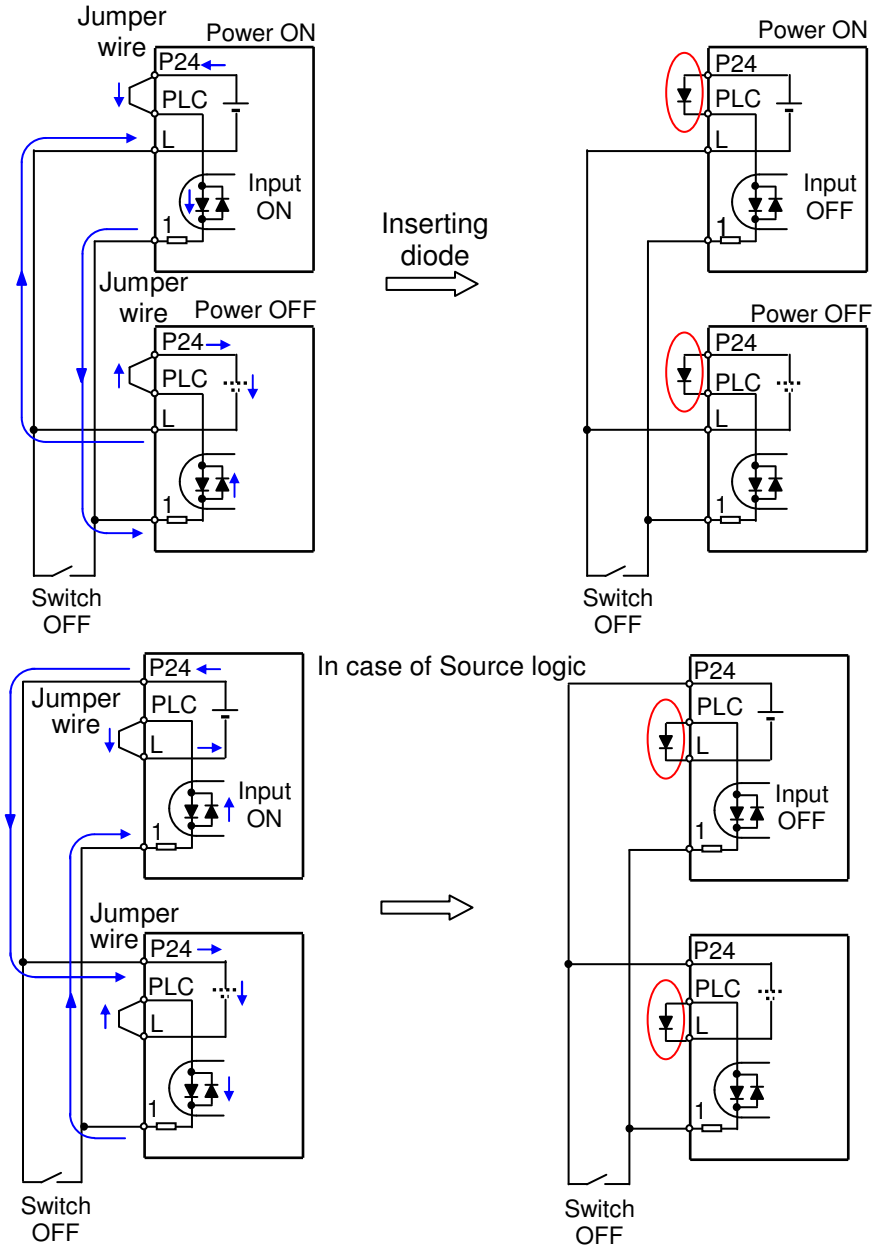 Jumper
wire
Power ON
P24
PLC
L
Input
ON
1
Jumper
wire
Power OFF
P24
PLC
L
1
Switch
OFF
Inserting
diode
Power ON
P24
PLC
L
Input
OFF
1
Power OFF
P24
PLC
L
1
Switch
OFF
In case of Source logic
P24
Jumper
wire
PLC
L
Input
ON
1
Jumper
wire
P24
PLC
L
1
Switch
OFF
P24
PLC
L
Input
OFF
1
P24
PLC
L
1
Switch
OFF